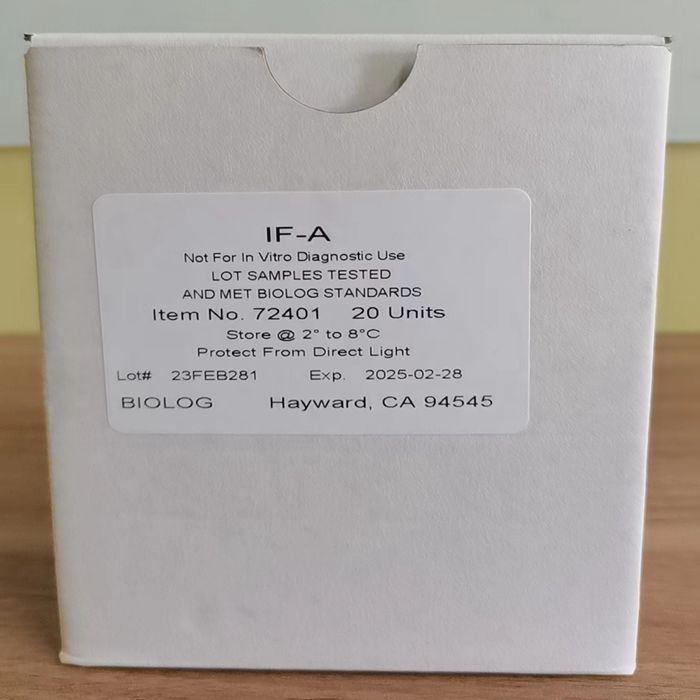 IF-A
Not For In Vitro Diagnostic Use
LOT SAMPLES TESTED
AND MET BIOLOG STANDARDS
Item No. 72401 20 Units
Store @ 2° to 8°C
Protect From Direct Light
Lot# 23FEB281 Exp. 2025-02-28
BIOLOG Hayward, CA 94545